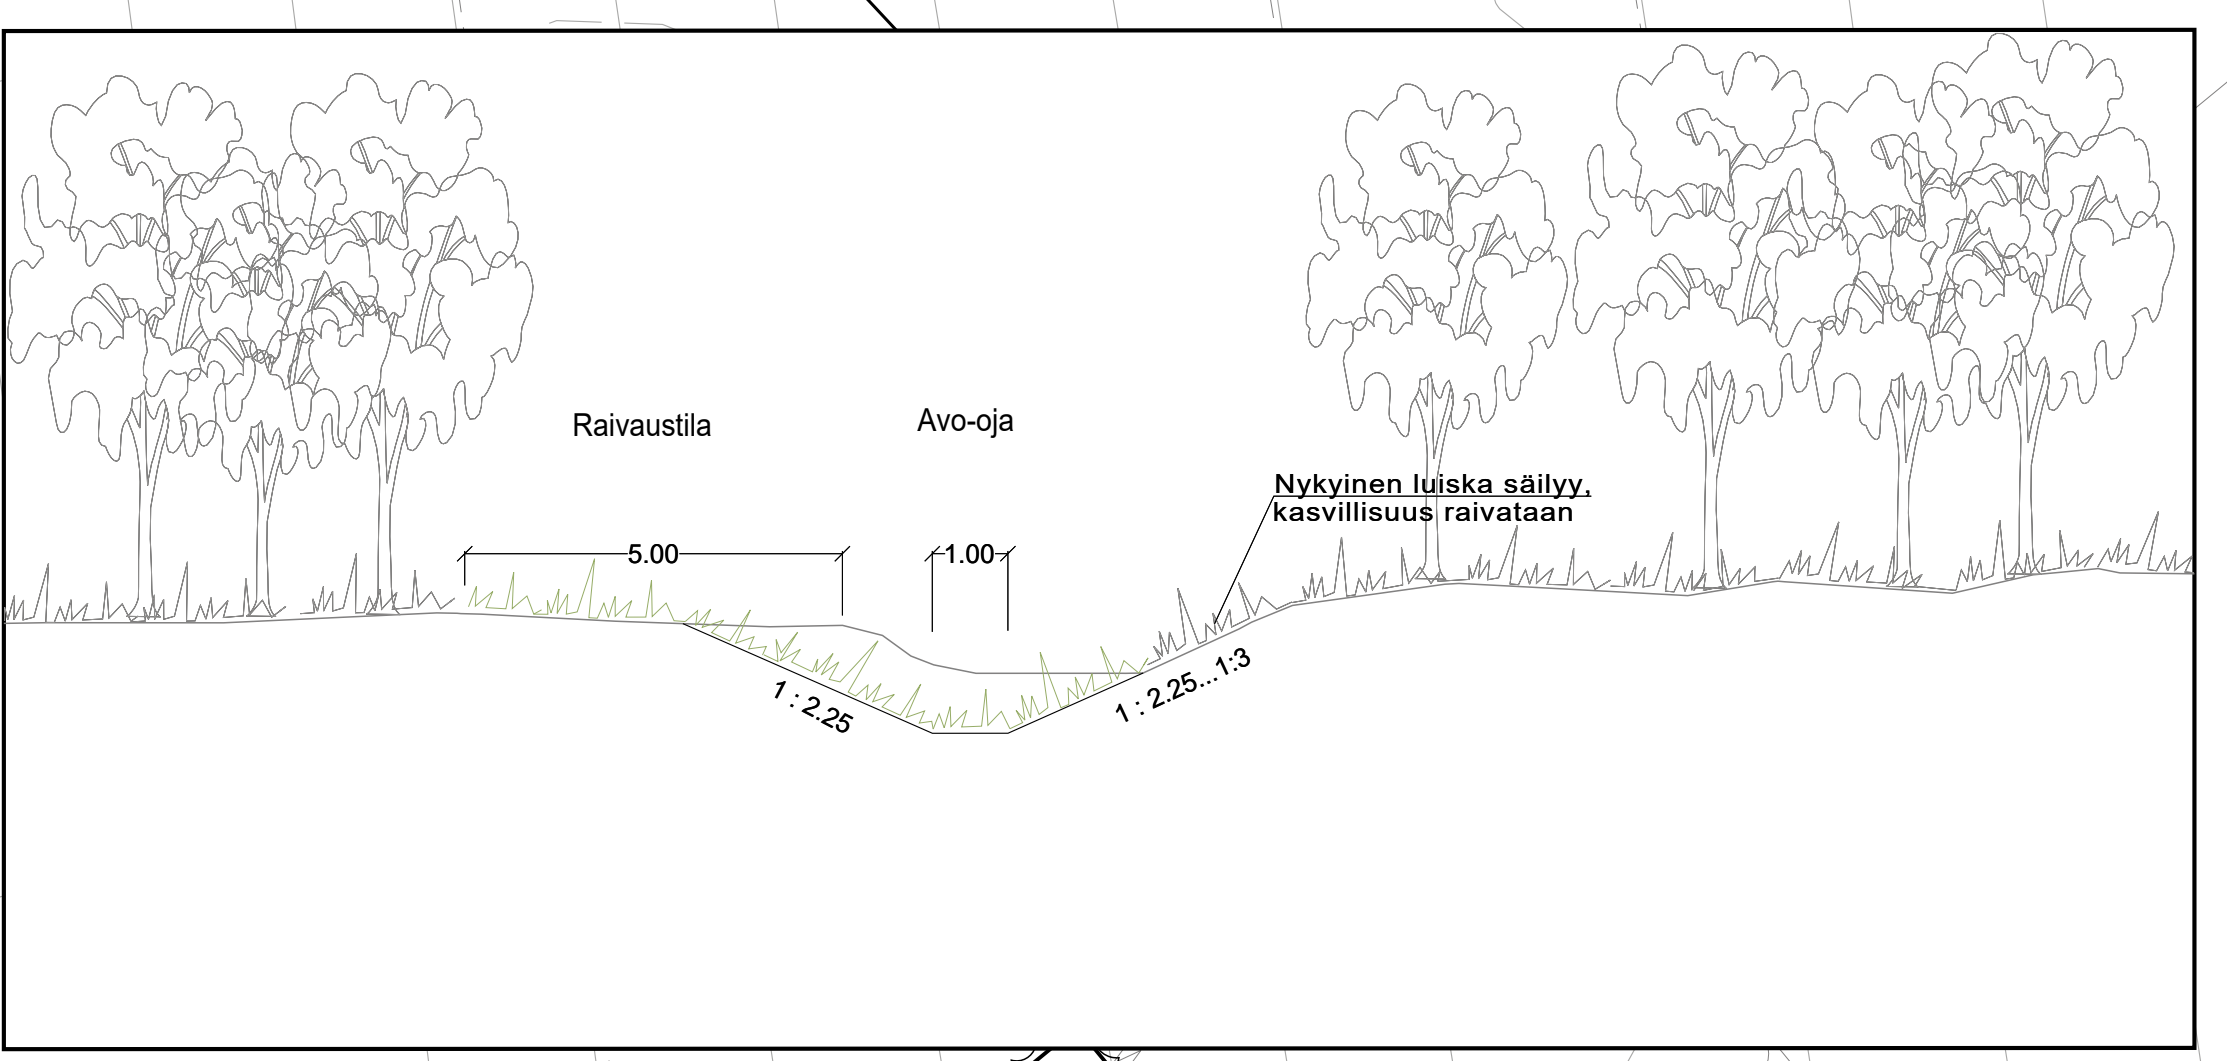 Raivaustila
Avo-oja
Nykyinen luiska säilyy,
kasvillisuus raivataan
5.00
1.00
1 : 2.25
1 : 2.25...1:3